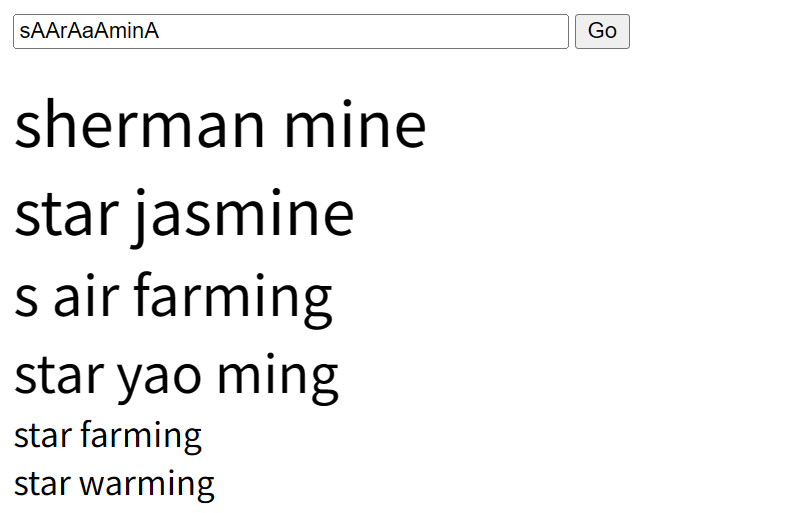 sAArAaAminA Go
sherman mine
star jasmine
s air farming
star yao ming
star farming
star warming